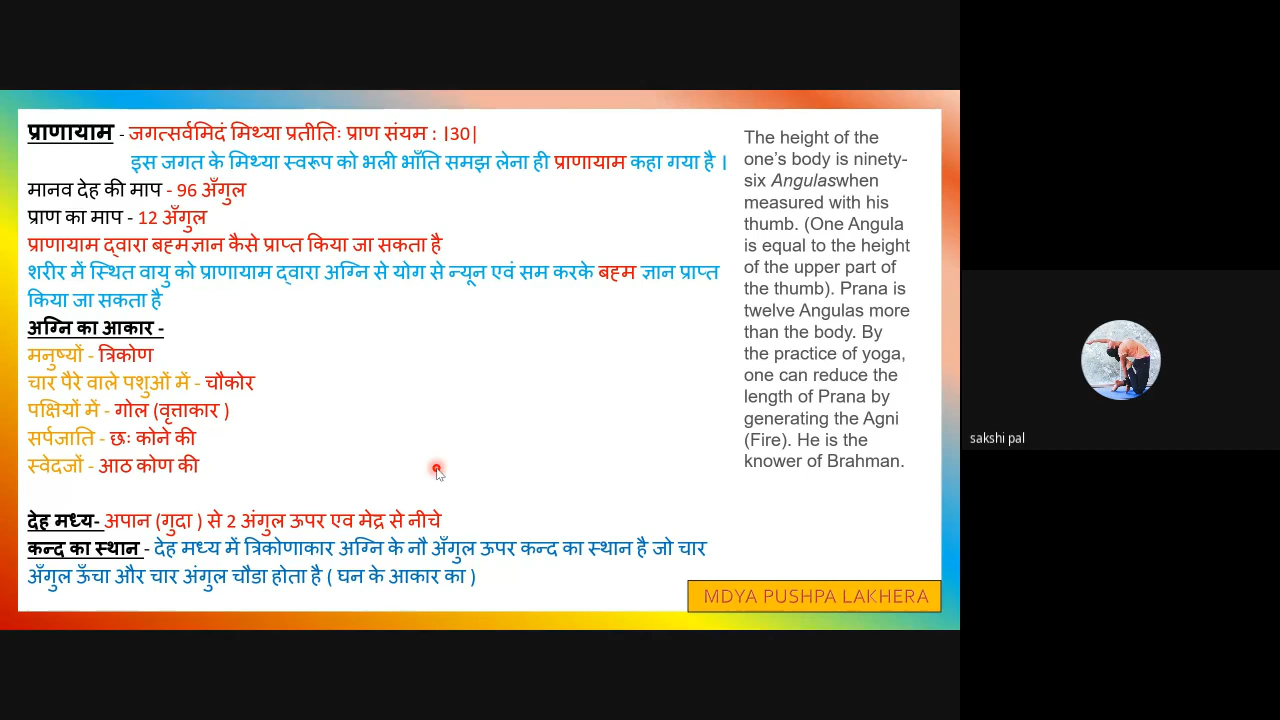 प्राणायाम - जगत्सर्वमिदं मिथ्या प्रतीतिः प्राण संयम : ।30|
इस जगत के मिथ्या स्वरूप को भली भाँति समझ लेना ही प्राणायाम कहा गया है ।
मानव देह की माप - 96 अँगुल
प्राण का माप - 12 अँगुल
प्राणायाम द्वारा बह्मज्ञान कैसे प्राप्त किया जा सकता है
शरीर में स्थित वायु को प्राणायाम द्वारा अग्नि से योग से न्यून एवं सम करके बह्म ज्ञान प्राप्त
किया जा सकता है
अग्नि का आकार -
मनुष्यों - त्रिकोण
चार पैरे वाले पशुओं में - चौकोर
पक्षियों में - गोल (वृत्ताकार )
सर्पजाति - छः कोने की
स्वेदजों - आठ कोण की
देह मध्य- अपान (गुदा ) से 2 अंगुल ऊपर एव मेद्र से नीचे
कन्द का स्थान - देह मध्य में त्रिकोणाकार अग्नि के नौ अँगुल ऊपर कन्द का स्थान है जो चार
अँगुल ऊँचा और चार अंगुल चौडा होता है ( घन के आकार का )
The height of the
one's body is ninety-
six Angulaswhen
measured with his
thumb. (One Angula
is equal to the height
of the upper part of
the thumb). Prana is
twelve Angulas more
than the body. By
the practice of yoga,
one can reduce the
length of Prana by
generating the Agni
(Fire). He is the
knower of Brahman.
MDYA PUSHPA LAKHERA
sakshi pal